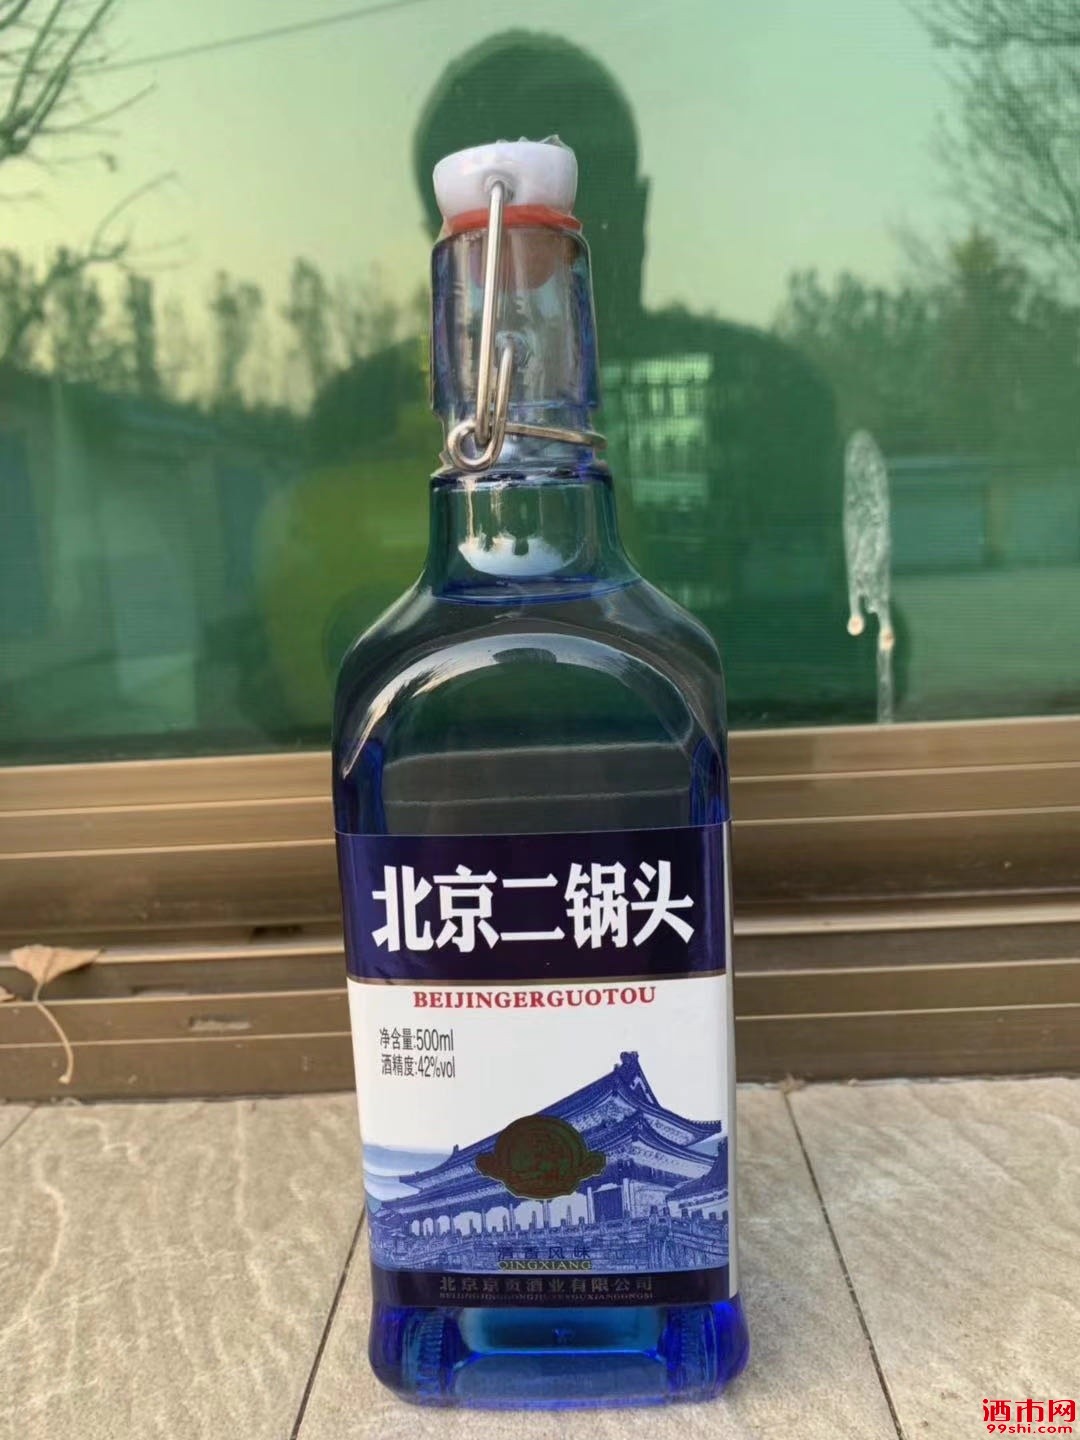 北京二锅头
BEIJINGERGUOTOU
净含量:500ml
酒精度:42%vol
清香风味
QINGXIANG
北京京贡酒业有限公司
酒市网
99shi.com